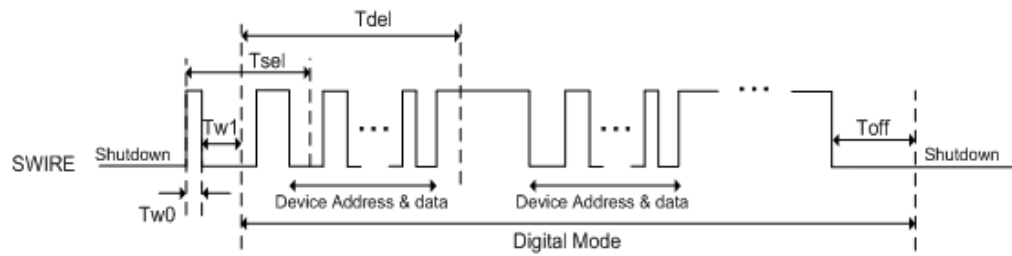 Tdel
Tsel
Tw1
Toff
SWIRE
Shutdown
...
...
...
Shutdown
Tw0
Device Address & data
Device Address & data
Digital Mode